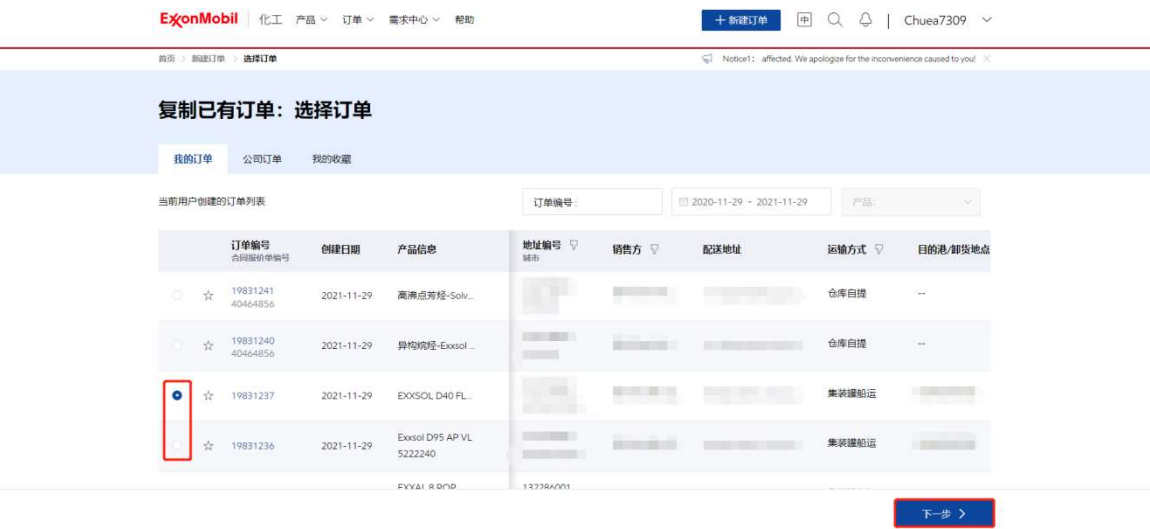 ExxonMobil 化工 产品 订单 需求中心 帮助 + 新建订单 中 Chuea7309
首页 > 新建订单 > 选择订单 Notice1： affected. We apologize for the inconvenience caused to you!
复制已有订单：选择订单
我的订单 公司订单 我的收藏
当前用户创建的订单列表 订单编号 : 2020-11-29 ~ 2021-11-29 产品:
订单编号 创建日期 产品信息 地址编号 销售方 配送地址 运输方式 目的港/卸货地点
合同报价单编号 城市
19831241 2021-11-29 高沸点芳烃-Solv... 仓库自提 --
40464856
19831240 2021-11-29 异构烷烃-Exxsol ... 仓库自提 --
40464856
19831237 2021-11-29 EXXSOL D40 FL... 集装罐船运
19831236 2021-11-29 Exxsol D95 AP VL 集装罐船运
5222240
EXXAL 8 POP 132286001
下一步 >